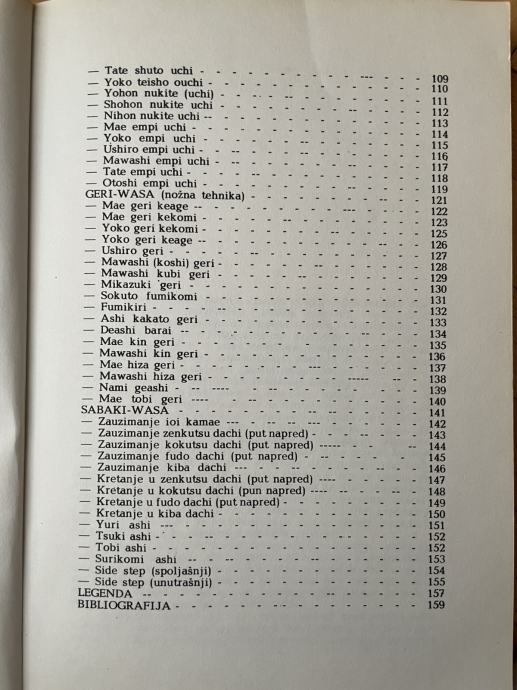 — Tate shuto uchi - - - - - - - - - - - 109
— Yoko teisho ouchi - - - - - - - - - - - 110
— Yohon nukite (uchi) - - - - - - - - - - 111
— Shohon nukite uchi - - - - - - - - - - 112
— Nihon nukite uchi -- - - - - - - - - - 113
— Mae empi uchi - - - - - - - - - - - 114
— Yoko empi uchi - - - - - - - - - - 115
— Ushiro empi uchi - - - - - - - - - - 116
— Mawashi empi uchi - - - - - - - - - - 117
— Tate empi uchi - - - - - - - - - - - 118
— Otoshi empi uchi - - - - - - - - - - 119
GERI-WASA (nožna tehnika) - - - - - - - - - 121
— Mae geri keage -- - - - - - - - - - 122
— Mae geri kekomi - - - - - - - - - - 123
— Yoko geri kekomi - - - - - - - - - - 125
— Yoko geri keage -- - - - - - - - - - 126
— Ushiro geri - - - - - - - - - - - 127
— Mawashi (koshi) geri - - - - - - - - - - 128
— Mawashi kubi geri - - - - - - - - - - 129
— Mikazuki geri - - - - - - - - - - - 130
— Sokuto fumikomi - - - - - - - - - - 131
— Fumikiri - - - - - - - - - - - - 132
— Ashi kakato geri - - - - - - - - - - 133
— Deashi barai -- - - - - - - - - - - 134
— Mae kin geri - - - - - - - - - - - 135
— Mawashi kin geri - - - - - - - - - - 136
— Mae hiza geri - - - - - - - - - - - 137
— Mawashi hiza geri - - - - - - - - - - 138
— Nami geashi - -- ---- - - - - - - - - 139
— Mae tobi geri ---- - - - - - - - - - 140
SABAKI-WASA - - - - - - - - - - - - 141
— Zauzimanje ioi kamae --- - - -- -- --- - - - 142
— Zauzimanje zenkutsu dachi (put napred) - - - - - - 143
— Zauzimanje kokutsu dachi (put napred) ----- - - - -- 144
— Zauzimanje fudo dachi (put napred) - -- - - - - - 145
— Zauzimanje kiba dachi --- - - - - - - - - 146
— Kretanje u zenkutsu dachi (put napred) ---- - - - - - 147
— Kretanje u kokutsu dachi (pun napred) ---- -- - - -- - 148
— Kretanje u fudo dachi (put napred) - - - - - - - - 149
— Kretanje u kiba dachi - - - - - - - - - - 150
— Yuri ashi --- - - - - - - - - - - 151
— Tsuki ashi - - - - - - - - - - - - 152
— Tobi ashi - - - - - - - - - - - - 152
— Surikomi ashi -- - - - - - - - - - - 153
— Side step (spoljašnji) - - - - - - - - - - 154
— Side step (unutrašnji) - - - - - - - - - - 155
LEGENDA -- - - - - - - - - - - - - 157
BIBLIOGRAFIJA - - - - - - - - - - - - 159